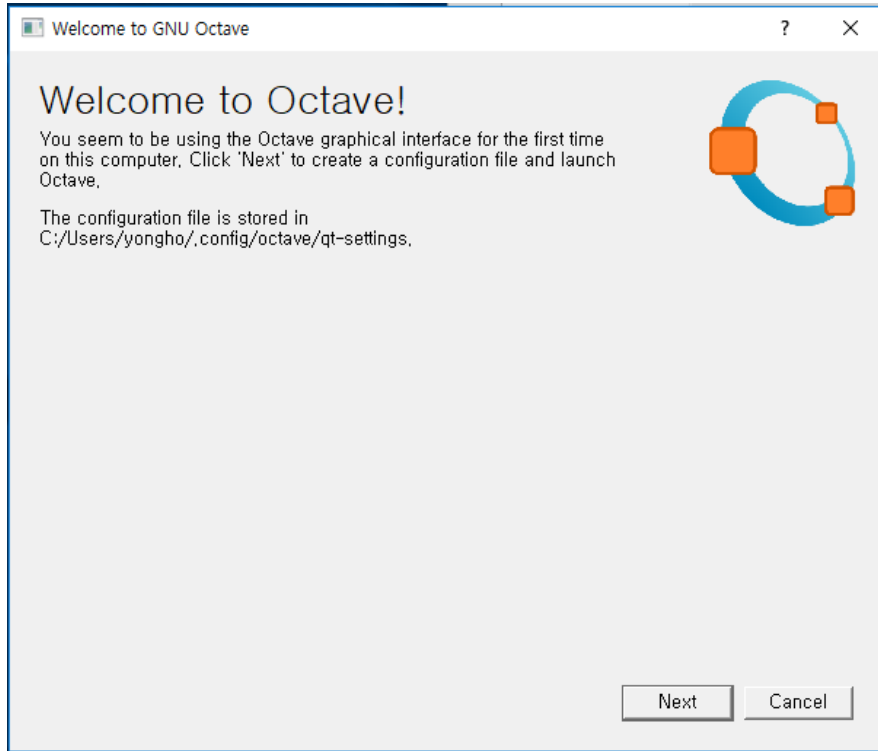 Welcome to GNU Octave
?
Welcome to Octave!
You seem to be using the Octave graphical interface for the first time
on this computer. Click 'Next' to create a configuration file and launch
Octave.
The configuration file is stored in
C:/Users/yongho/.config/octave/qt-settings.
Next
Cancel